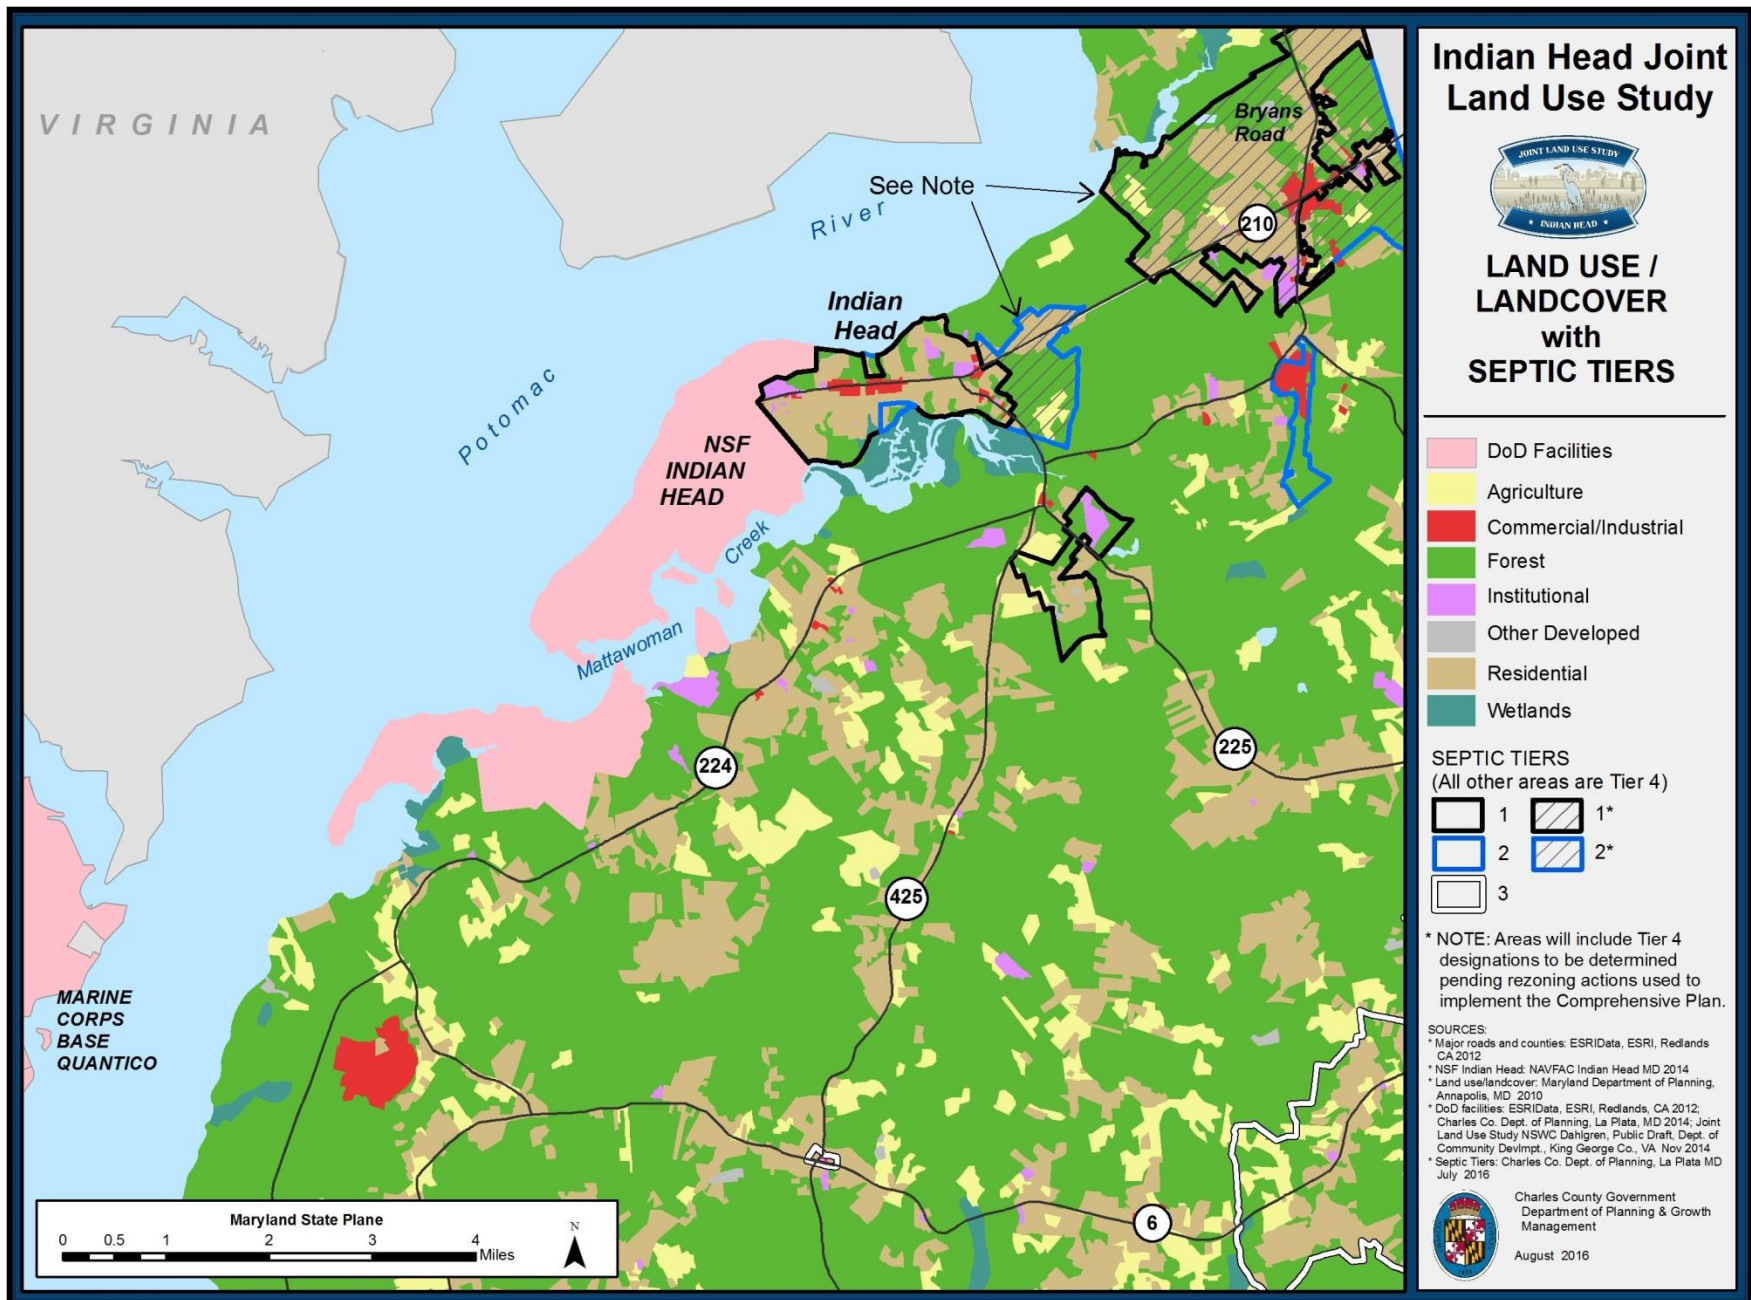 VIRGINIA
Potomac
River
See Note
Bryans
Road
210
Indian
Head
NSF
INDIAN
HEAD
Creek
Mattawoman
224
225
425
6
MARINE
CORPS
BASE
QUANTICO
Maryland State Plane
0 0.5 1 2 3 4
Miles
N
Indian Head Joint
Land Use Study
JOINT LAND USE STUDY
INDIAN HEAD
LAND USE /
LANDCOVER
with
SEPTIC TIERS
DoD Facilities
Agriculture
Commercial/Industrial
Forest
Institutional
Other Developed
Residential
Wetlands
SEPTIC TIERS
(All other areas are Tier 4)
1 1*
2 2*
3
* NOTE: Areas will include Tier 4
designations to be determined
pending rezoning actions used to
implement the Comprehensive Plan.
SOURCES:
* Major roads and counties: ESRIData, ESRI, Redlands
CA 2012
* NSF Indian Head: NAVFAC Indian Head MD 2014
* Land use/landcover: Maryland Department of Planning,
Annapolis, MD 2010
* DoD facilities: ESRIData, ESRI, Redlands, CA 2012;
Charles Co. Dept. of Planning, La Plata, MD 2014; Joint
Land Use Study NSWC Dahlgren, Public Draft, Dept. of
Community Devlmpt., King George Co., VA Nov 2014
* Septic Tiers: Charles Co. Dept. of Planning, La Plata MD
July 2016
Charles County Government
Department of Planning & Growth
Management
August 2016